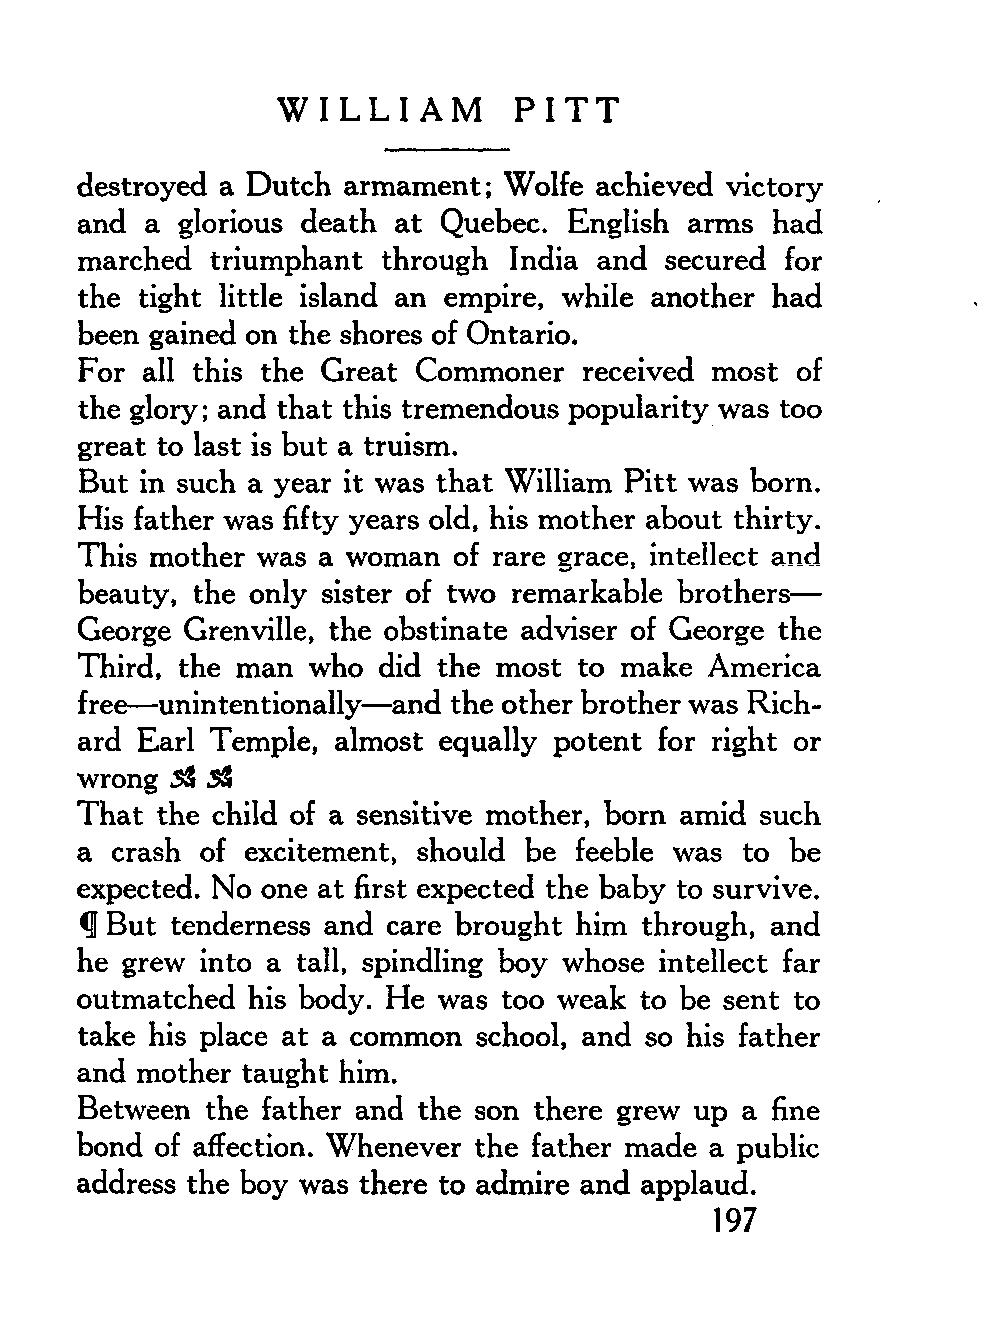 WILLIAM PITT
destroyed a Dutch armament; Wolfe achieved victory
and a glorious death at Quebec. English arms had
marched triumphant through India and secured for
the tight little island an empire, while another had
been gained on the shores of Ontario.
For all this the Great Commoner received most of
the glory; and that this tremendous popularity was too
great to last is but a truism.
But in such a year it was that William Pitt was born.
His father was fifty years old, his mother about thirty.
This mother was a woman of rare grace, intellect and
beauty, the only sister of two remarkable brothers—
George Grenville, the obstinate adviser of George the
Third, the man who did the most to make America
free—unintentionally—and the other brother was Rich-
ard Earl Temple, almost equally potent for right or
wrong
That the child of a sensitive mother, born amid such
a crash of excitement, should be feeble was to be
expected. No one at first expected the baby to survive.
¶ But tenderness and care brought him through, and
he grew into a tall, spindling boy whose intellect far
outmatched his body. He was too weak to be sent to
take his place at a common school, and so his father
and mother taught him.
Between the father and the son there grew up a fine
bond of affection. Whenever the father made a public
address the boy was there to admire and applaud.
197